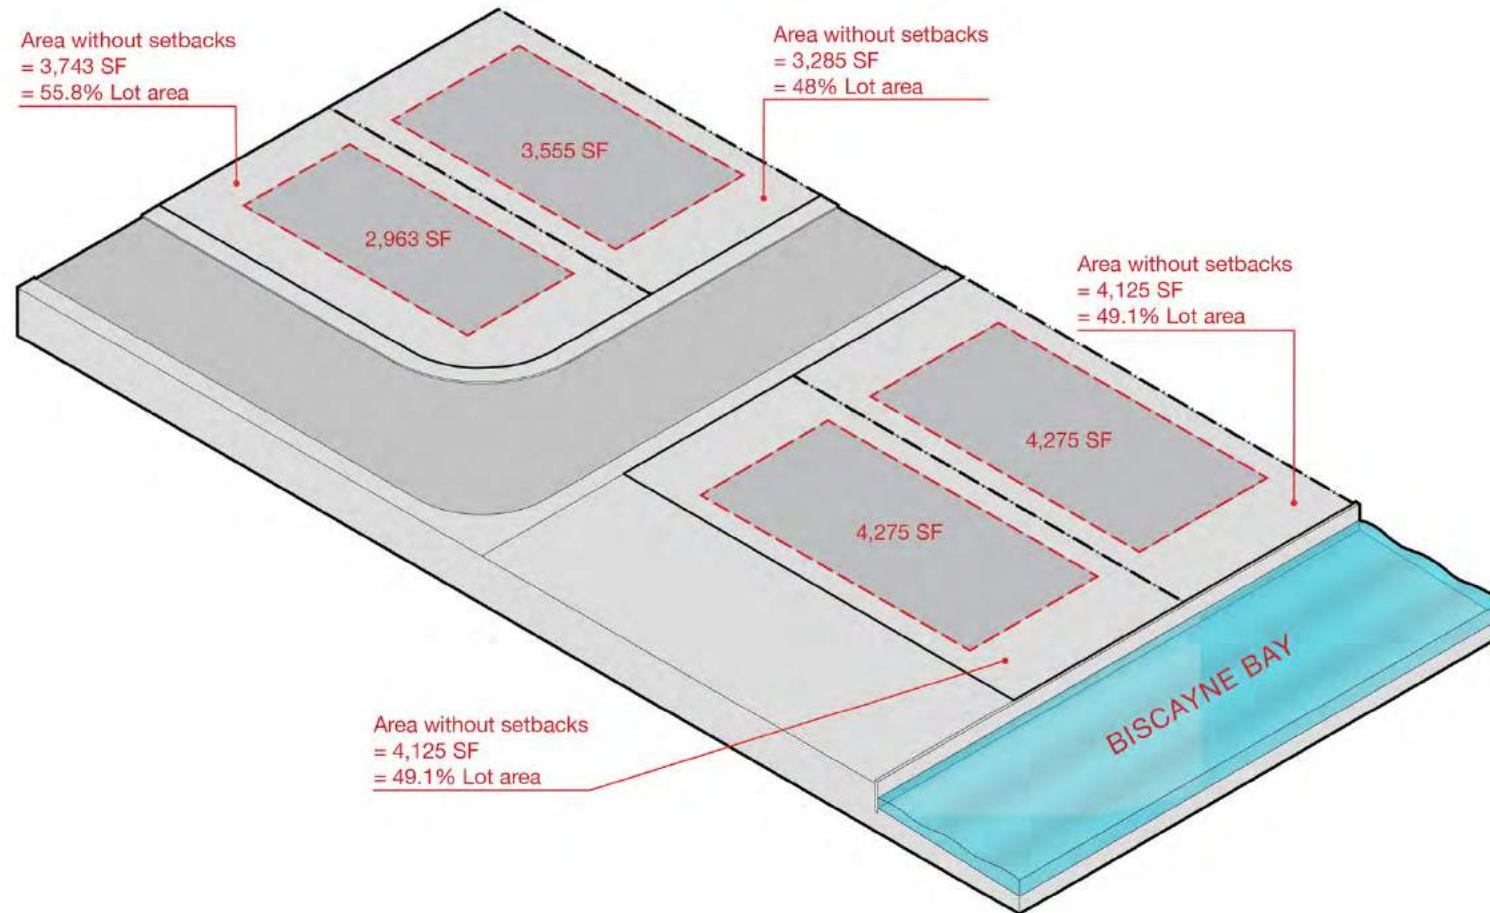 Area without setbacks
= 3,743 SF
= 55.8% Lot area
Area without setbacks
= 3,285 SF
= 48% Lot area
3,555 SF
2,963 SF
Area without setbacks
= 4,125 SF
= 49.1% Lot area
4,275 SF
4,275 SF
BISCAYNE BAY
Area without setbacks
= 4,125 SF
= 49.1% Lot area